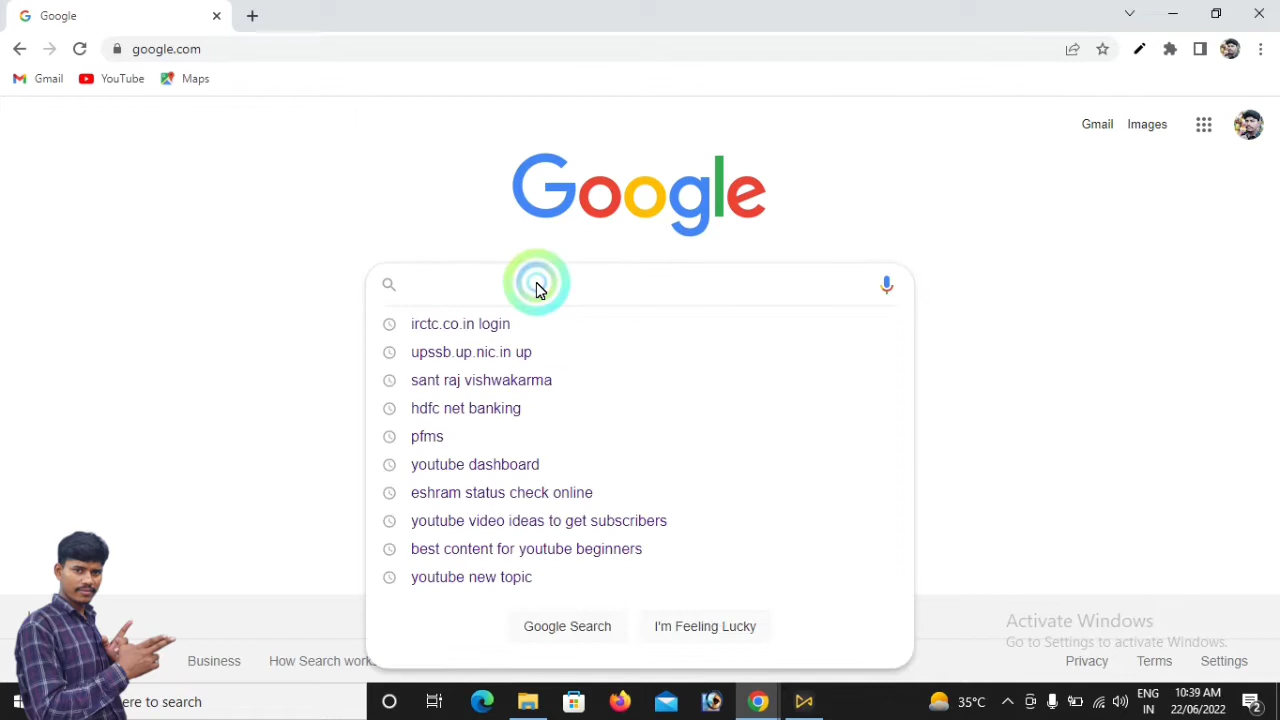 Google
google.com
Gmail
YouTube
Maps
Gmail
Images
Google
irctc.co.in login
upssb.up.nic.in up
sant raj vishwakarma
hdfc net banking
pfms
youtube dashboard
eshram status check online
youtube video ideas to get subscribers
best content for youtube beginners
youtube new topic
Google Search
I'm Feeling Lucky
Activate Windows
Go to Settings to activate Windows.
Business
How Search
Privacy
Terms
Settings
to search
35°C
ENG
IN
10:39 AM
22/06/2022
2